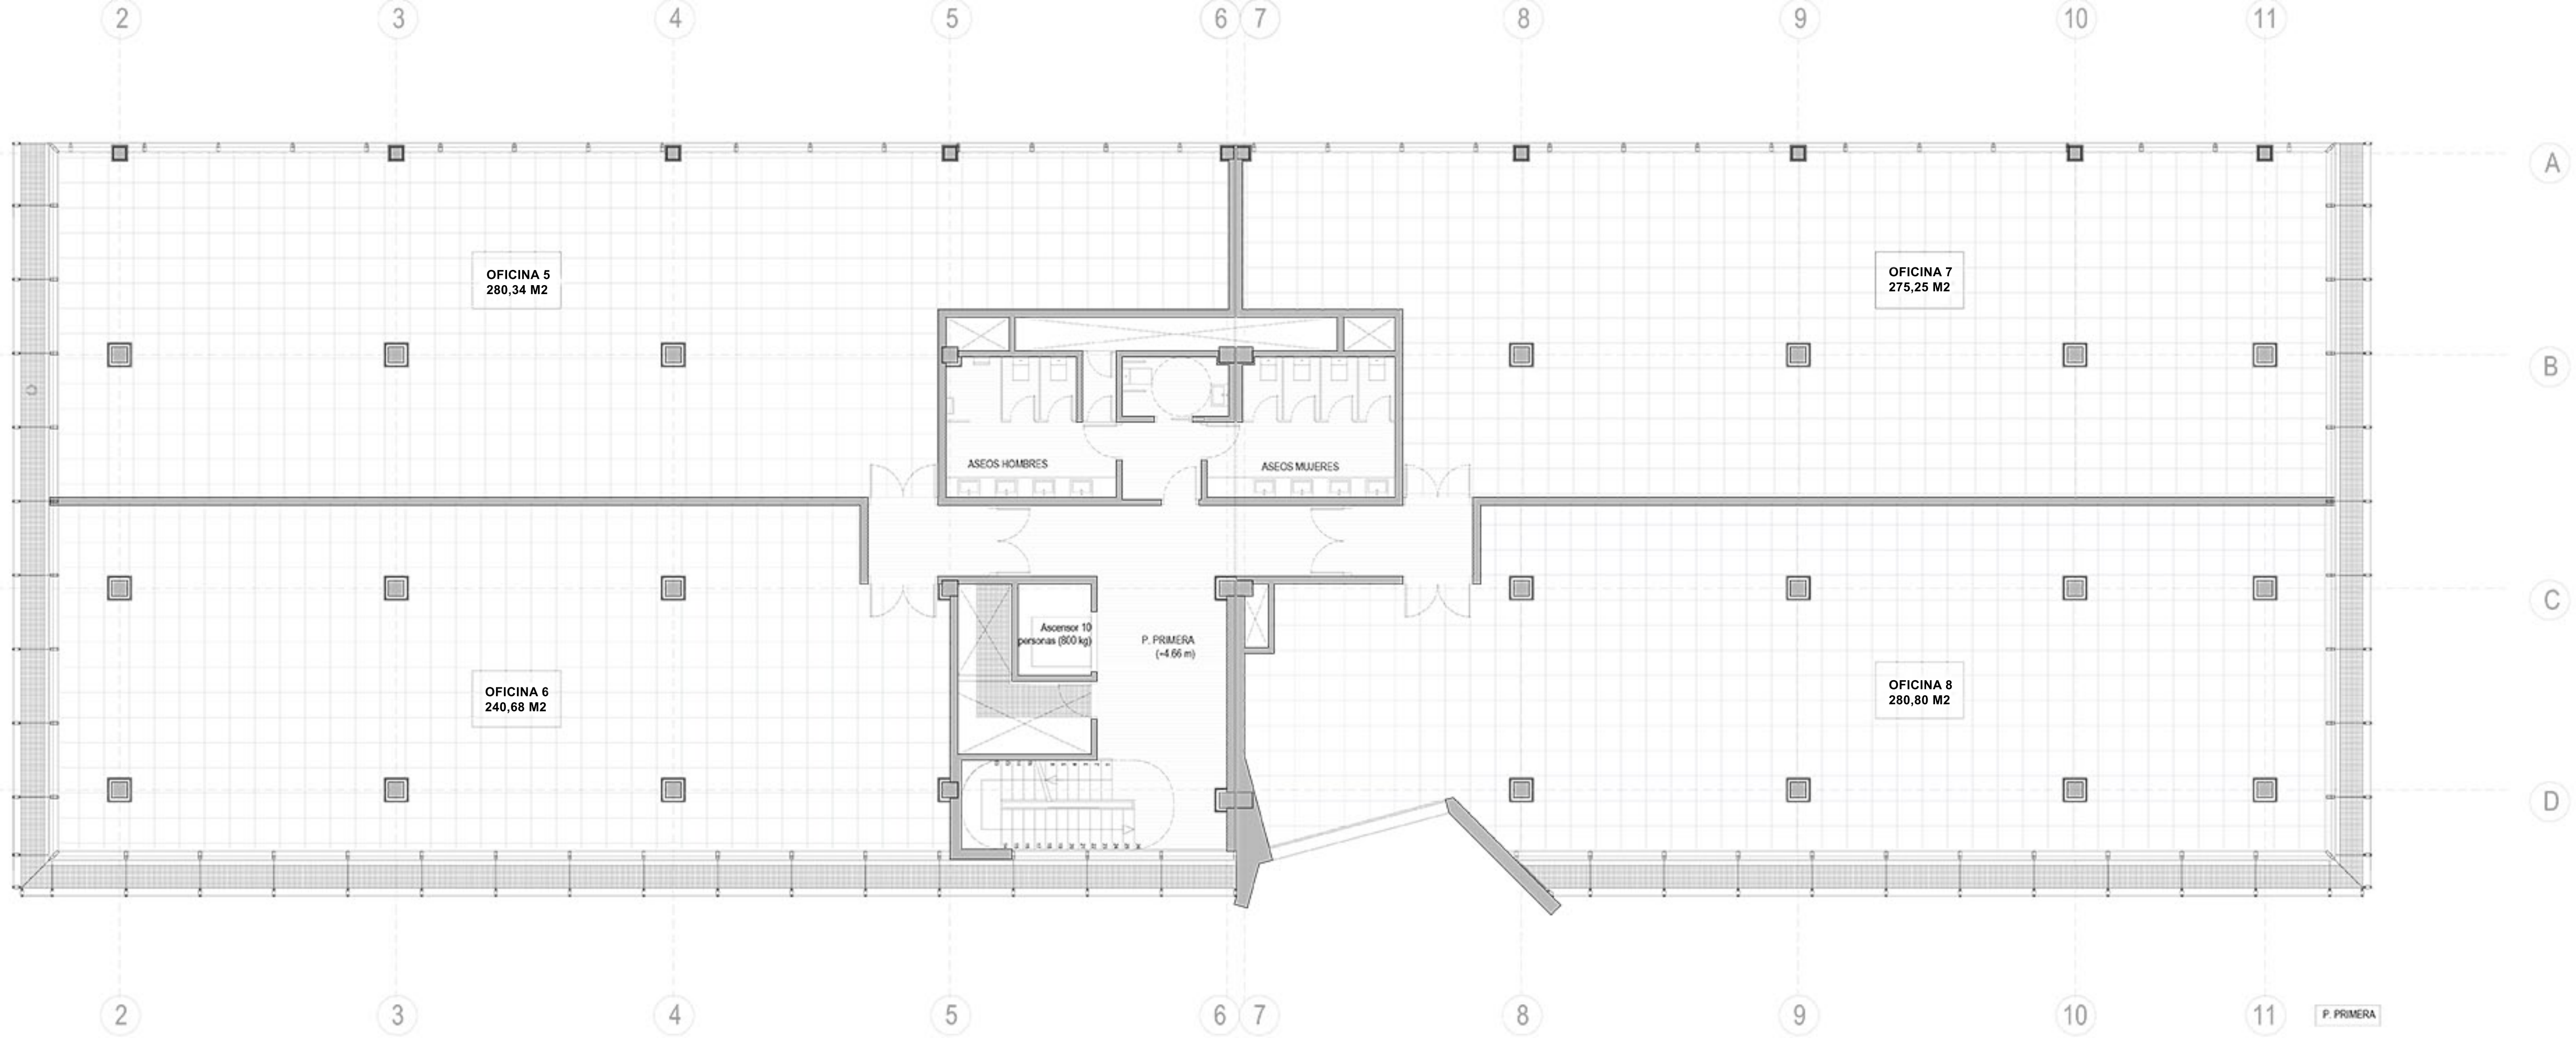 2 3 4 5 6 7 8 9 10 11
A
OFICINA 5
280,34 M2
OFICINA 7
275,25 M2
B
ASEOS HOMBRES
ASEOS MUJERES
C
Ascensor 10
personas (800 kg)
P. PRIMERA
(+4.66 m)
OFICINA 6
240,68 M2
OFICINA 8
280,80 M2
D
2 3 4 5 6 7 8 9 10 11
P. PRIMERA